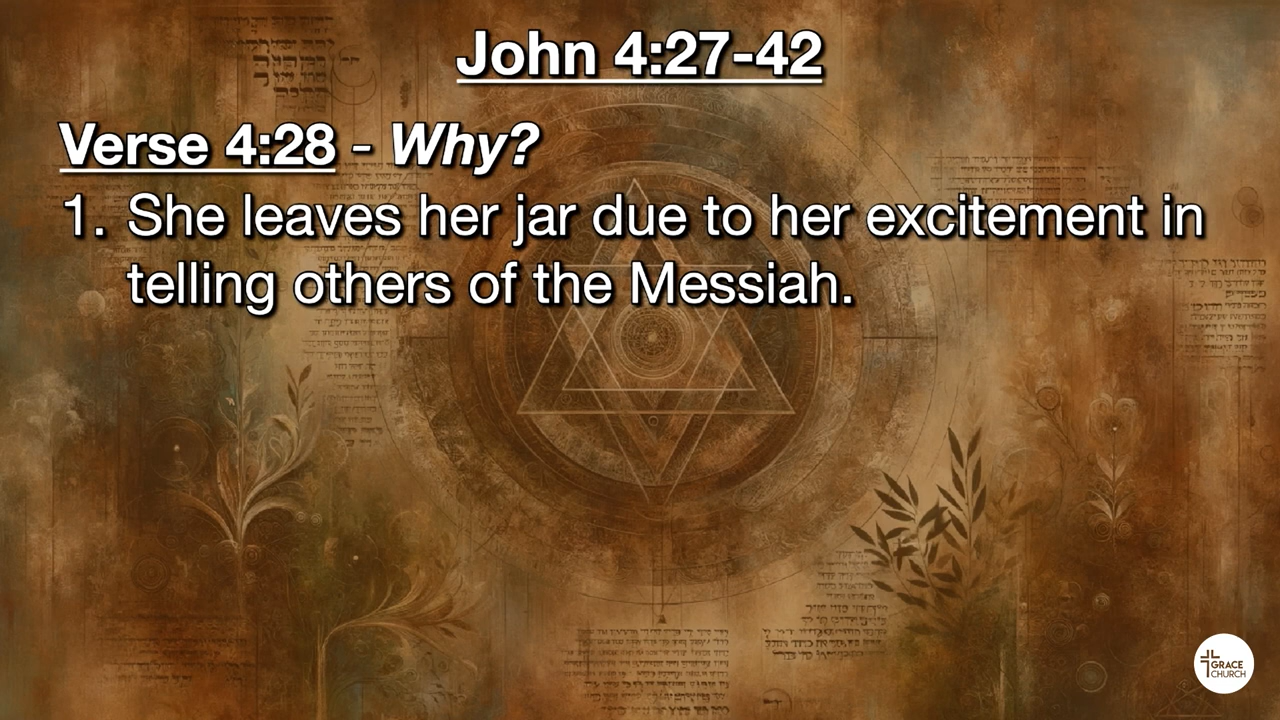 John 4:27-42
Verse 4:28 - Why?
1. She leaves her jar due to her excitement in
telling others of the Messiah.
GRACE
CHURCH